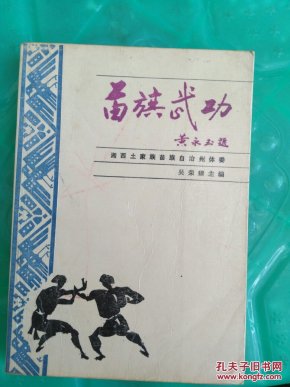 苗族武功
黄永玉题
湘西土家族苗族自治州体委
吴荣臻主编
孔夫子旧书网